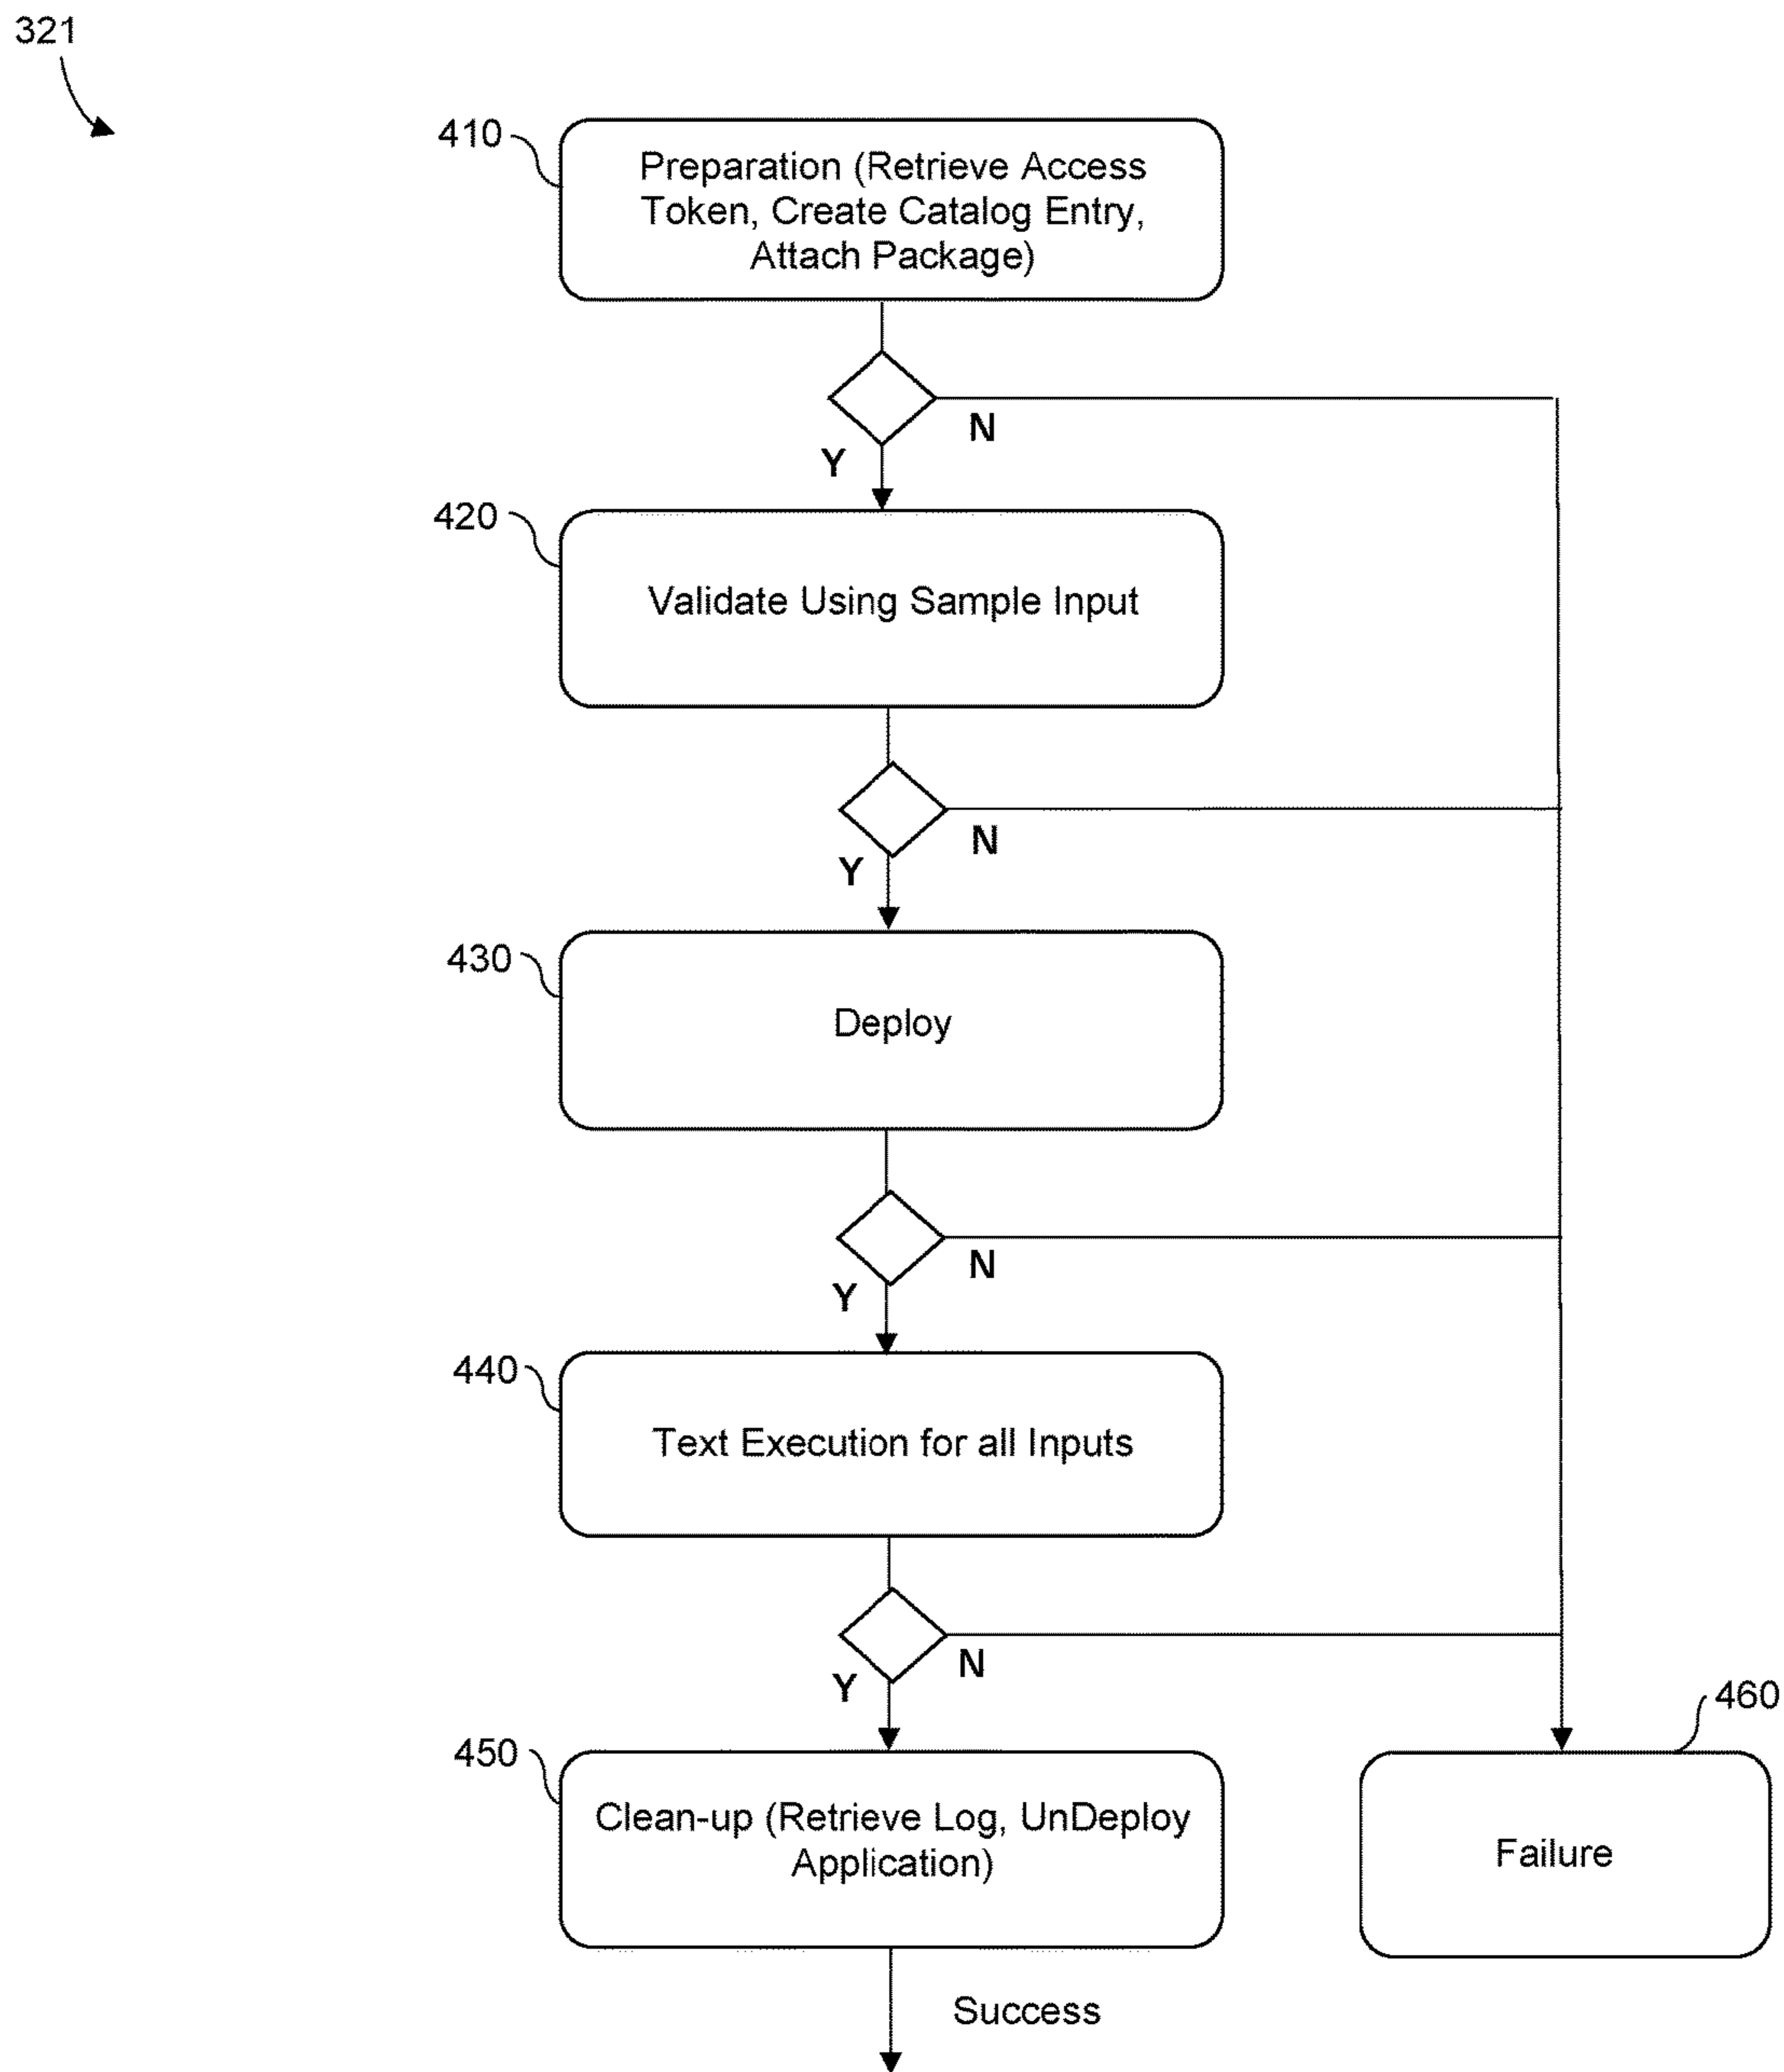 321
410
Preparation (Retrieve Access
Token, Create Catalog Entry,
Attach Package)
N
Y
420
Validate Using Sample Input
N
Y
430
Deploy
N
Y
440
Text Execution for all Inputs
N
Y
450
Clean-up (Retrieve Log, UnDeploy
Application)
460
Failure
Success